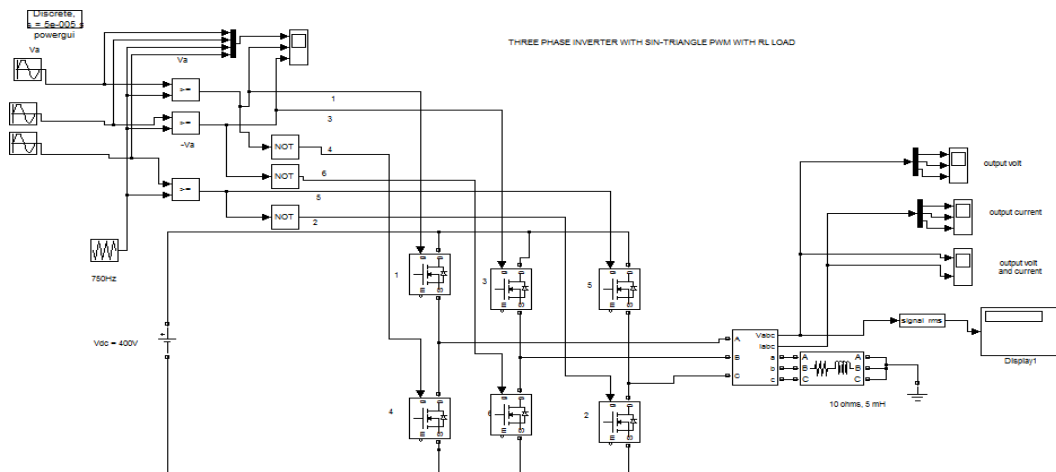 Discrete,
s = 5e-005 s
powergui
THREE PHASE INVERTER WITH SIN-TRIANGLE PWM WITH RL LOAD
Va
Va
>=
1
>=
3
-Va
NOT
4
NOT
6
>=
5
NOT
2
750Hz
output volt
output current
output volt
and current
1
3
5
Vdc = 400V
signal rms
Display1
Vabc
Iabc
A
B
C
a
b
c
A
B
C
A
B
C
10 ohms, 5 mH
4
6
2